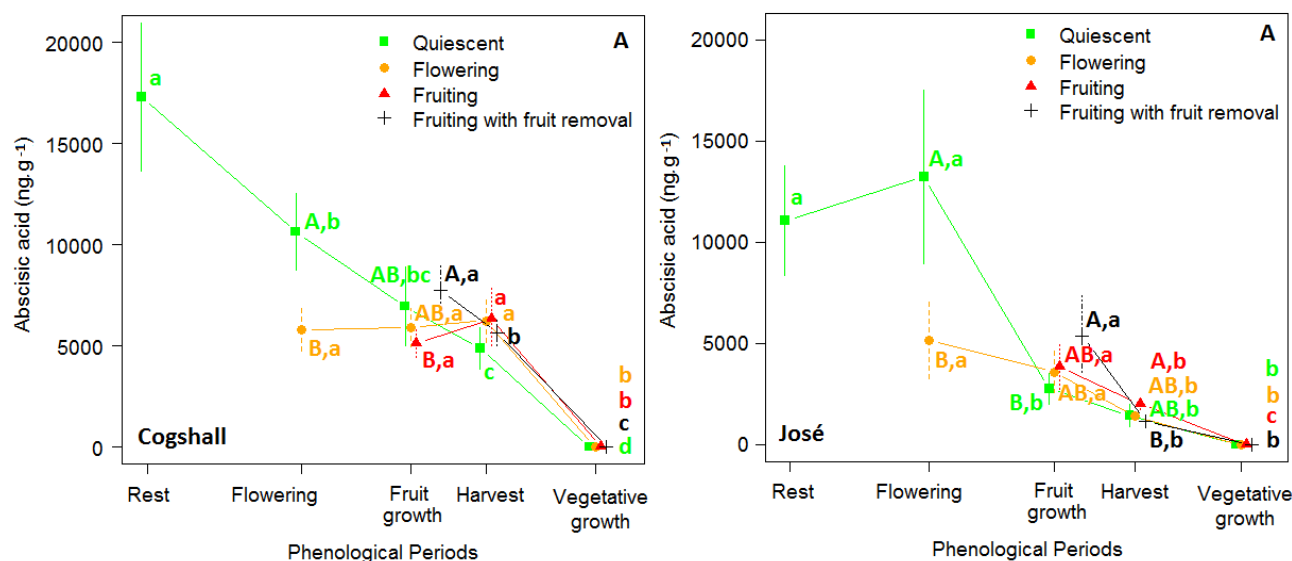 A
Quiescent
Flowering
Fruiting
Fruiting with fruit removal
Abscisic acid (ng.g⁻¹)
20000
15000
10000
5000
0
a
A,b
AB,bc
A,a
a
AB,a
a
B,a
B,a
b
c
b
b
c
d
Cogshall
Rest
Flowering
Fruit growth
Harvest
Vegetative growth
Phenological Periods
A
Quiescent
Flowering
Fruiting
Fruiting with fruit removal
Abscisic acid (ng.g⁻¹)
20000
15000
10000
5000
0
a
A,a
A,a
B,a
AB,a
A,b
AB,b
B,b
AB,a
AB,b
B,b
b
b
c
b
José
Rest
Flowering
Fruit growth
Harvest
Vegetative growth
Phenological Periods